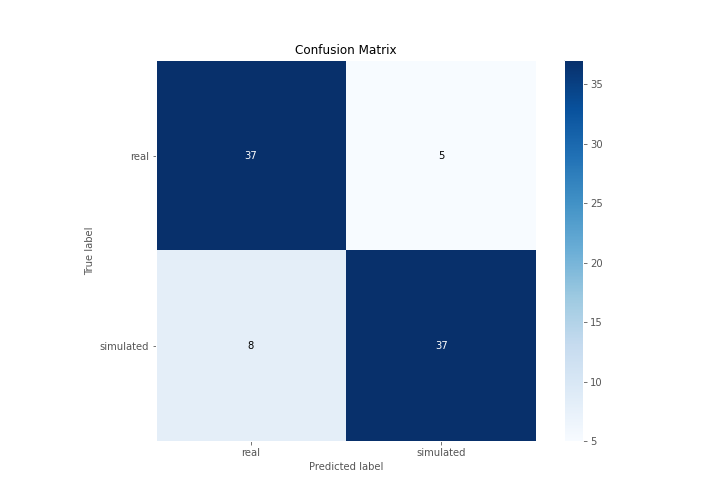 Confusion Matrix
real
37
5
simulated
8
37
real
simulated
True label
Predicted label
35
30
25
20
15
10
5